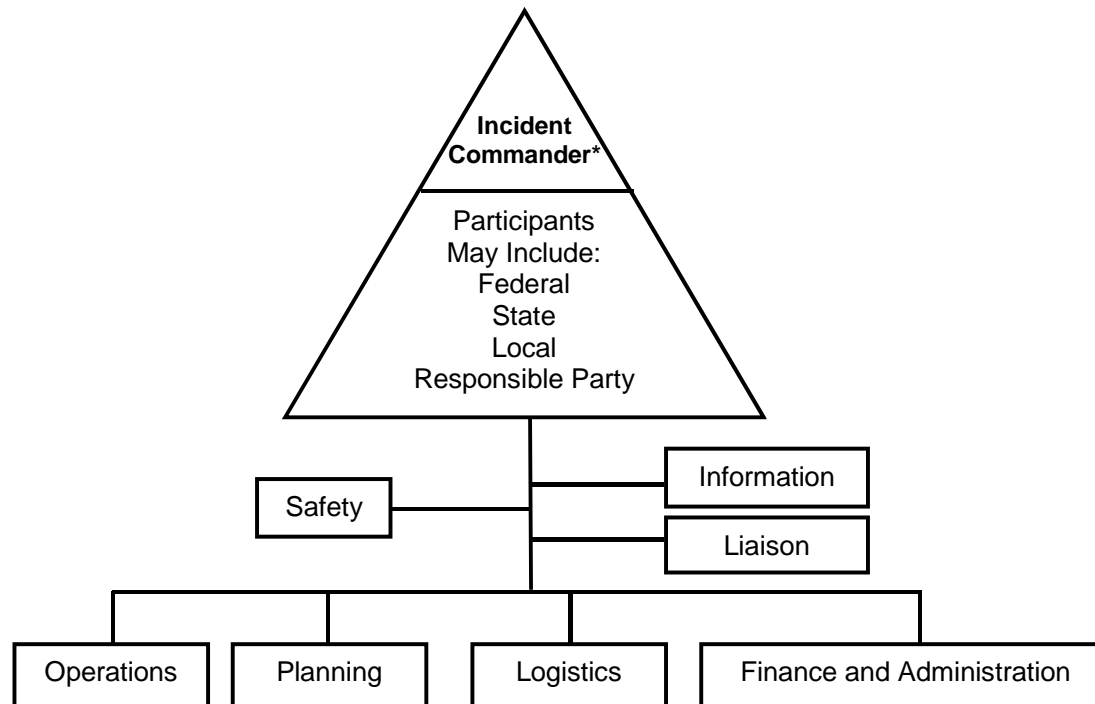 Incident
Commander*
Participants
May Include:
Federal
State
Local
Responsible Party
Information
Safety
Liaison
Operations
Planning
Logistics
Finance and Administration